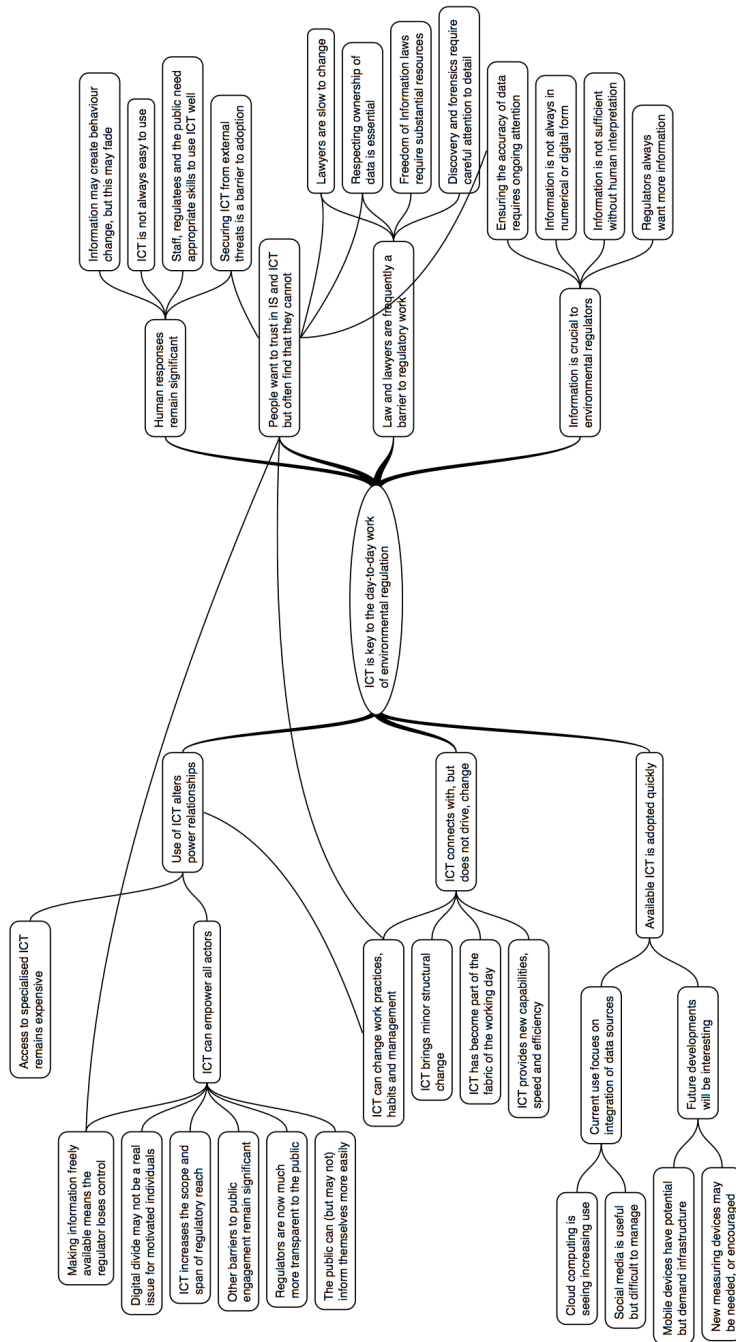 ICT is key to the day-to-day work
of environmental regulation
Use of ICT alters
power relationships
Access to specialised ICT
remains expensive
ICT can empower all actors
Making information freely
available means the
regulator loses control
Digital divide may not be a real
issue for motivated individuals
ICT increases the scope and
span of regulatory reach
Other barriers to public
engagement remain significant
Regulators are now much
more transparent to the public
The public can (but may not)
inform themselves more easily
ICT connects with, but
does not drive, change
ICT can change work practices,
habits and management
ICT brings minor structural
change
ICT has become part of the
fabric of the working day
ICT provides new capabilities,
speed and efficiency
Available ICT is adopted quickly
Current use focuses on
integration of data sources
Cloud computing is
seeing increasing use
Social media is useful
but difficult to manage
Future developments
will be interesting
Mobile devices have potential
but demand infrastructure
New measuring devices may
be needed, or encouraged
Human responses
remain significant
Information may create behaviour
change, but this may fade
ICT is not always easy to use
Staff, regulatees and the public need
appropriate skills to use ICT well
Securing ICT from external
threats is a barrier to adoption
People want to trust in IS and ICT
but often find that they cannot
Law and lawyers are frequently a
barrier to regulatory work
Lawyers are slow to change
Respecting ownership of
data is essential
Freedom of Information laws
require substantial resources
Discovery and forensics require
careful attention to detail
Information is crucial to
environmental regulators
Ensuring the accuracy of data
requires ongoing attention
Information is not always in
numerical or digital form
Information is not sufficient
without human interpretation
Regulators always
want more information